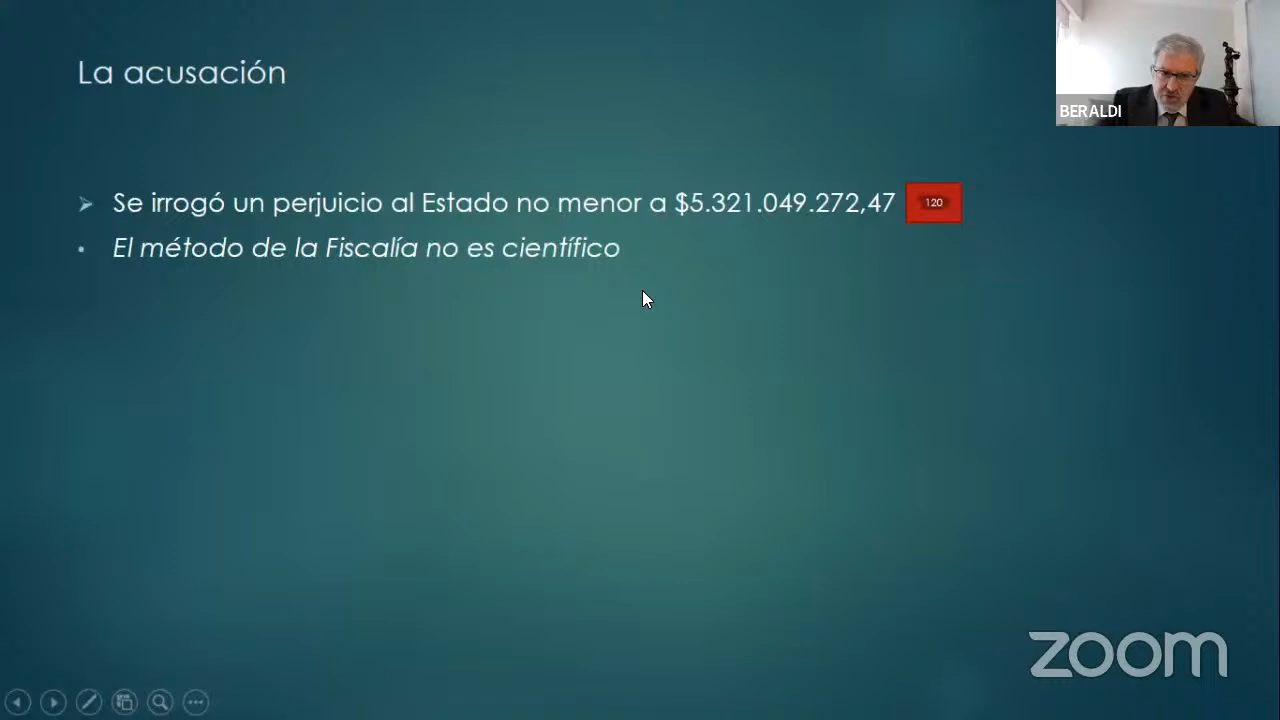 La acusación
BERALDI
Se irrogó un perjuicio al Estado no menor a $5.321.049.272,47 120
El método de la Fiscalía no es científico
zoom